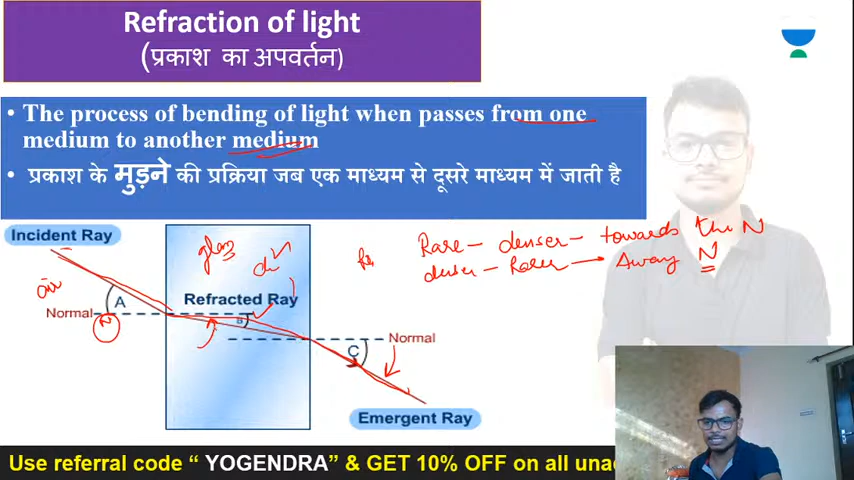 Refraction of light
(प्रकाश का अपवर्तन)
• The process of bending of light when passes from one
medium to another medium
• प्रकाश के मुड़ने की प्रक्रिया जब एक माध्यम से दूसरे माध्यम में जाती है
Incident Ray
glass
Rare - denser - towards the N
denser - Rarer → Away N
air
A
Refracted Ray
Normal
N
B
Normal
C
Emergent Ray
Use referral code “ YOGENDRA” & GET 10% OFF on all